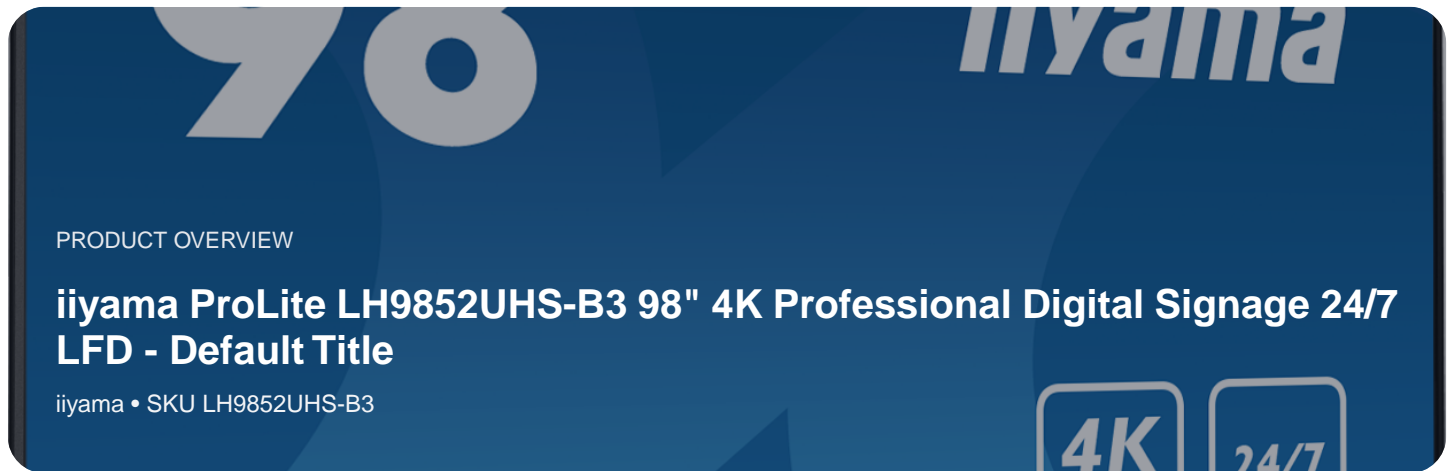 98
iiyama
PRODUCT OVERVIEW
iiyama ProLite LH9852UHS-B3 98" 4K Professional Digital Signage 24/7
LFD - Default Title
iiyama • SKU LH9852UHS-B3
4K
24/7